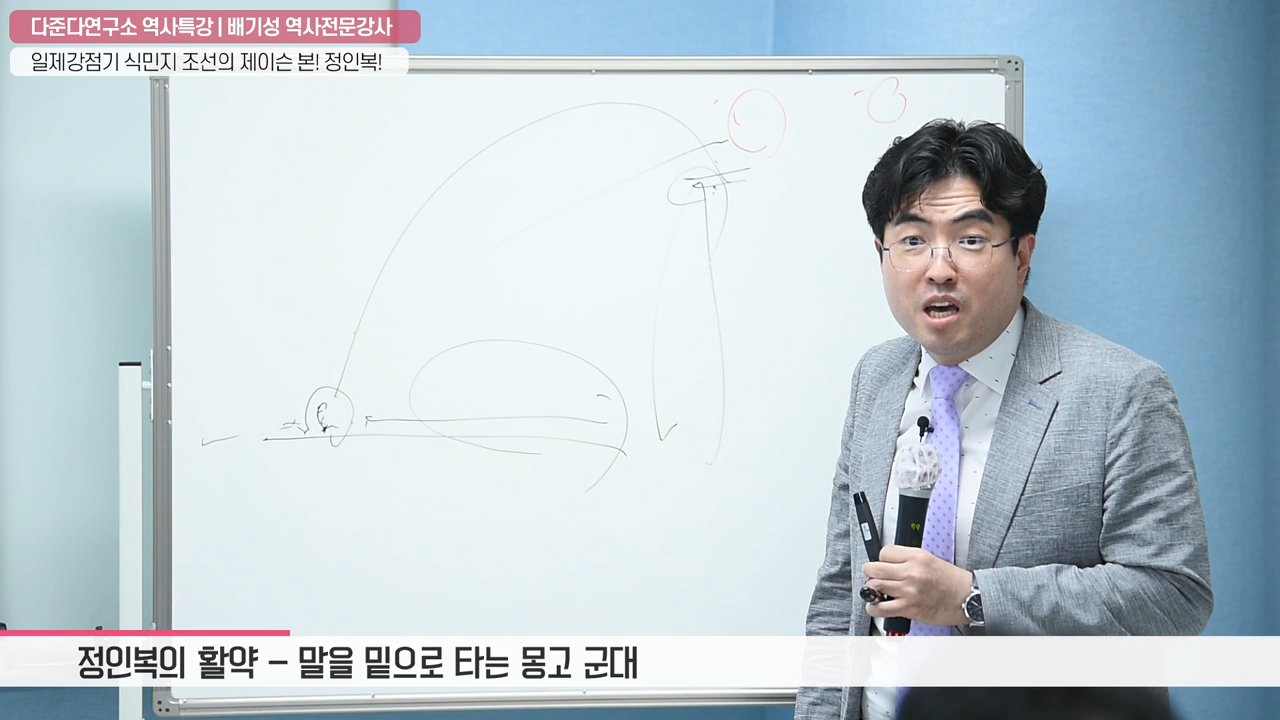 다준다연구소 역사특강 | 배기성 역사전문강사
일제강점기 식민지 조선의 제이슨 본! 정인복!
정인복의 활약 – 말을 밑으로 타는 몽고 군대